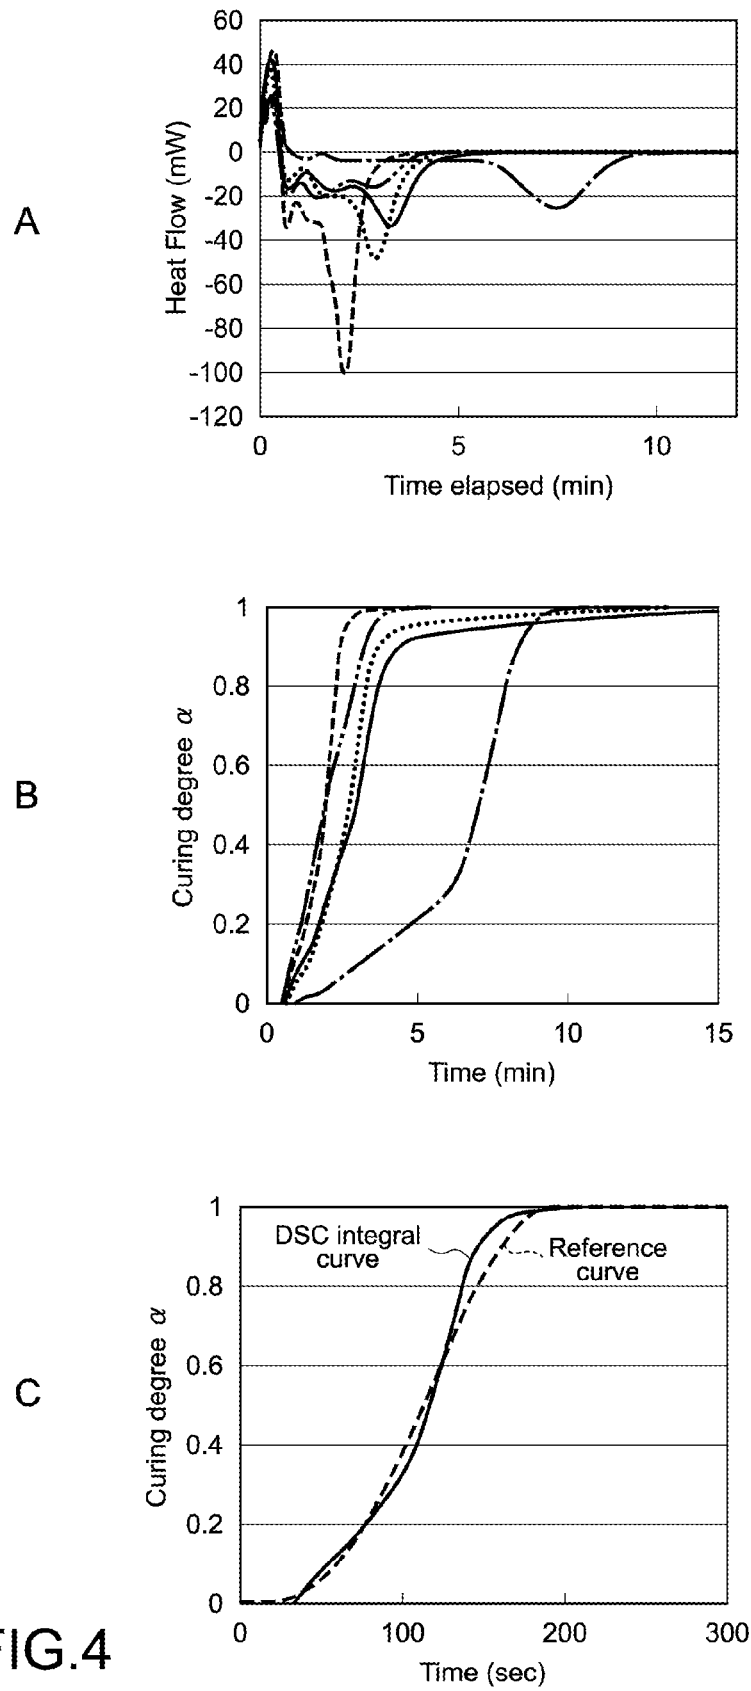 A
Heat Flow (mW)
60
40
20
0
-20
-40
-60
-80
-100
-120
0 5 10
Time elapsed (min)
B
Curing degree α
1
0.8
0.6
0.4
0.2
0
0 5 10 15
Time (min)
C
Curing degree α
1
0.8
0.6
0.4
0.2
0
DSC integral
curve
Reference
curve
0 100 200 300
Time (sec)
FIG.4